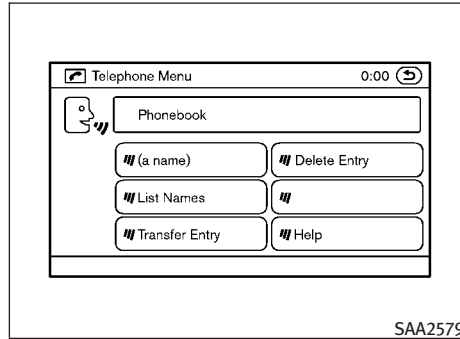 Telephone Menu 0:00
Phonebook
(a name) Delete Entry
List Names
Transfer Entry Help
SAA2579